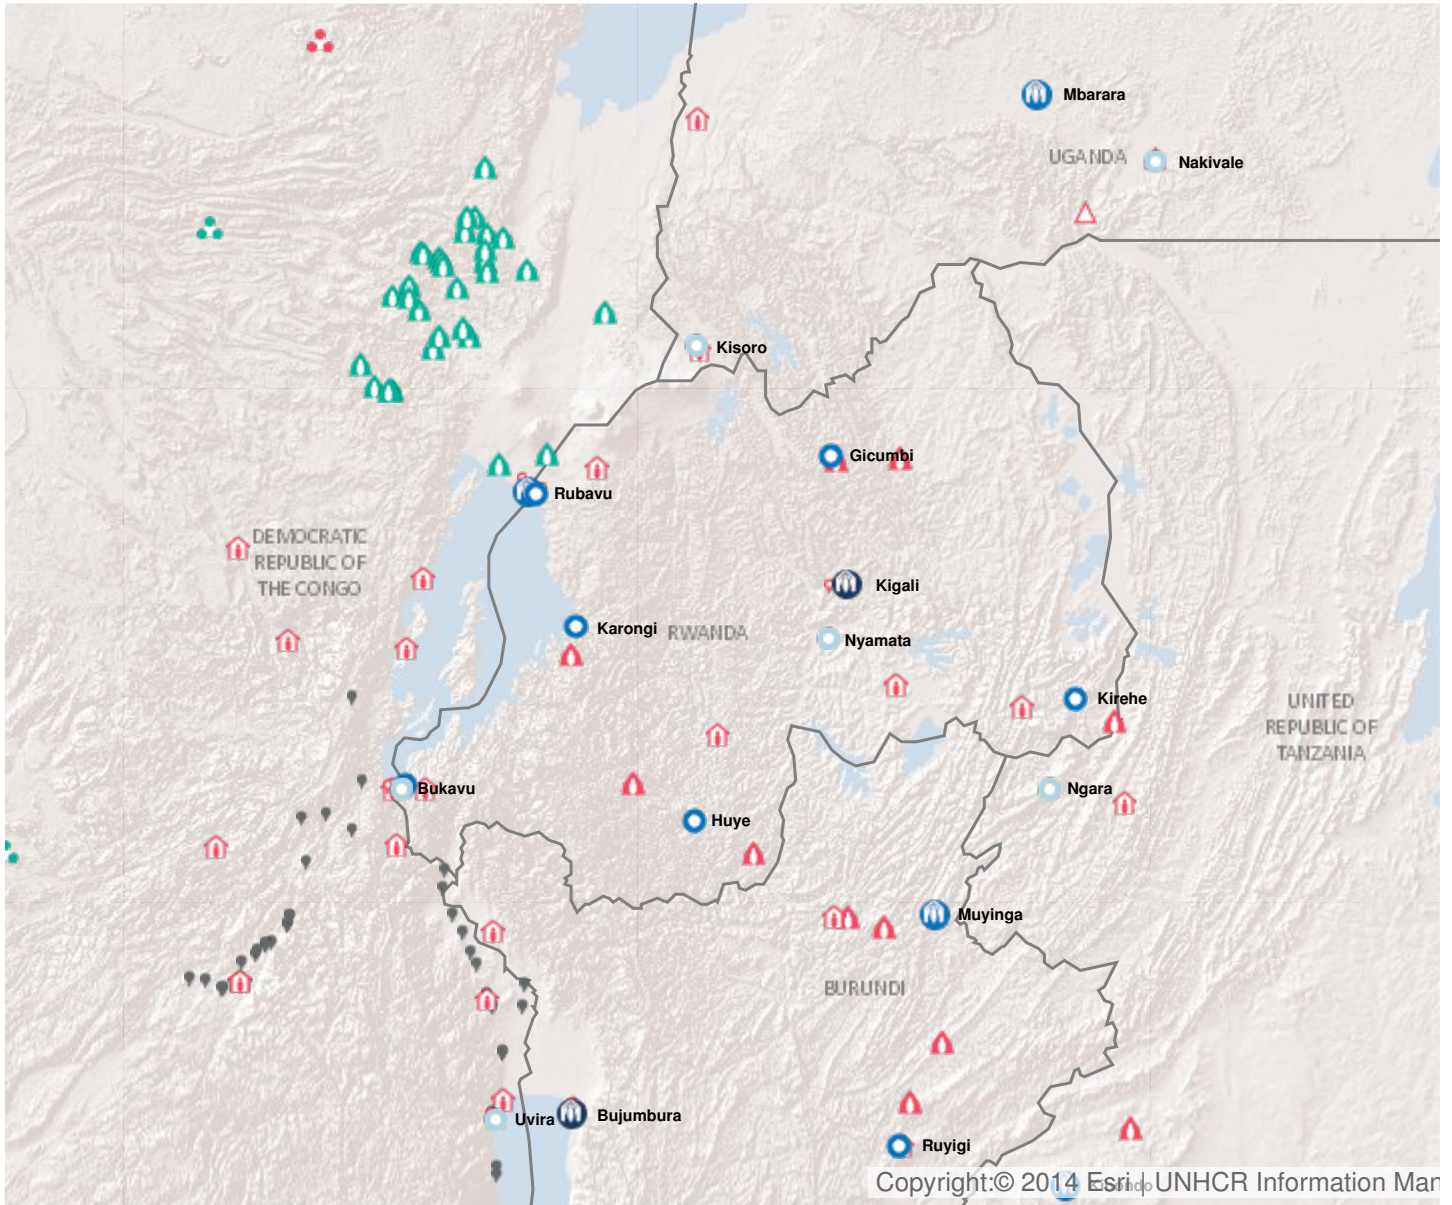 Mbarara
UGANDA
Nakivale
Kisoro
Gicumbi
Rubavu
DEMOCRATIC
REPUBLIC OF
THE CONGO
Kigali
Karongi
RWANDA
Nyamata
Kirehe
UNITED
REPUBLIC OF
TANZANIA
Bukavu
Ngara
Huye
Muyinga
BURUNDI
Uvira
Bujumbura
Ruyigi
Copyright:© 2014 Esri | UNHCR Information Man